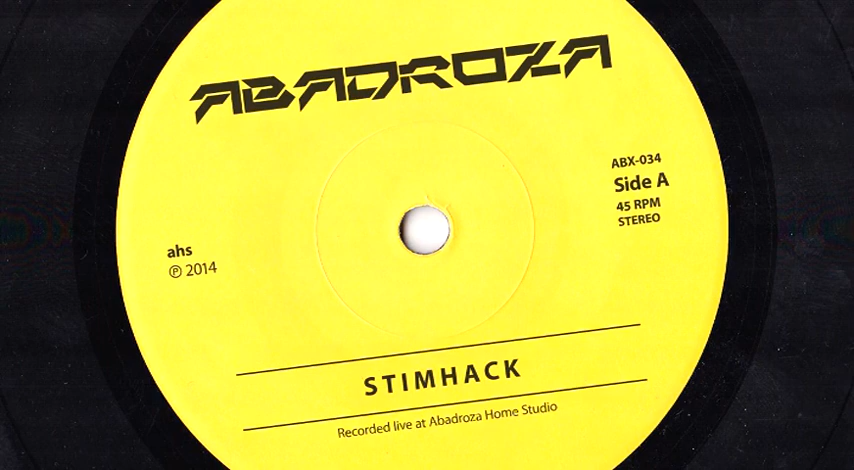 ABADROZA
ABX-034
Side A
45 RPM
STEREO
ahs
℗ 2014
STIMHACK
Recorded live at Abadroza Home Studio